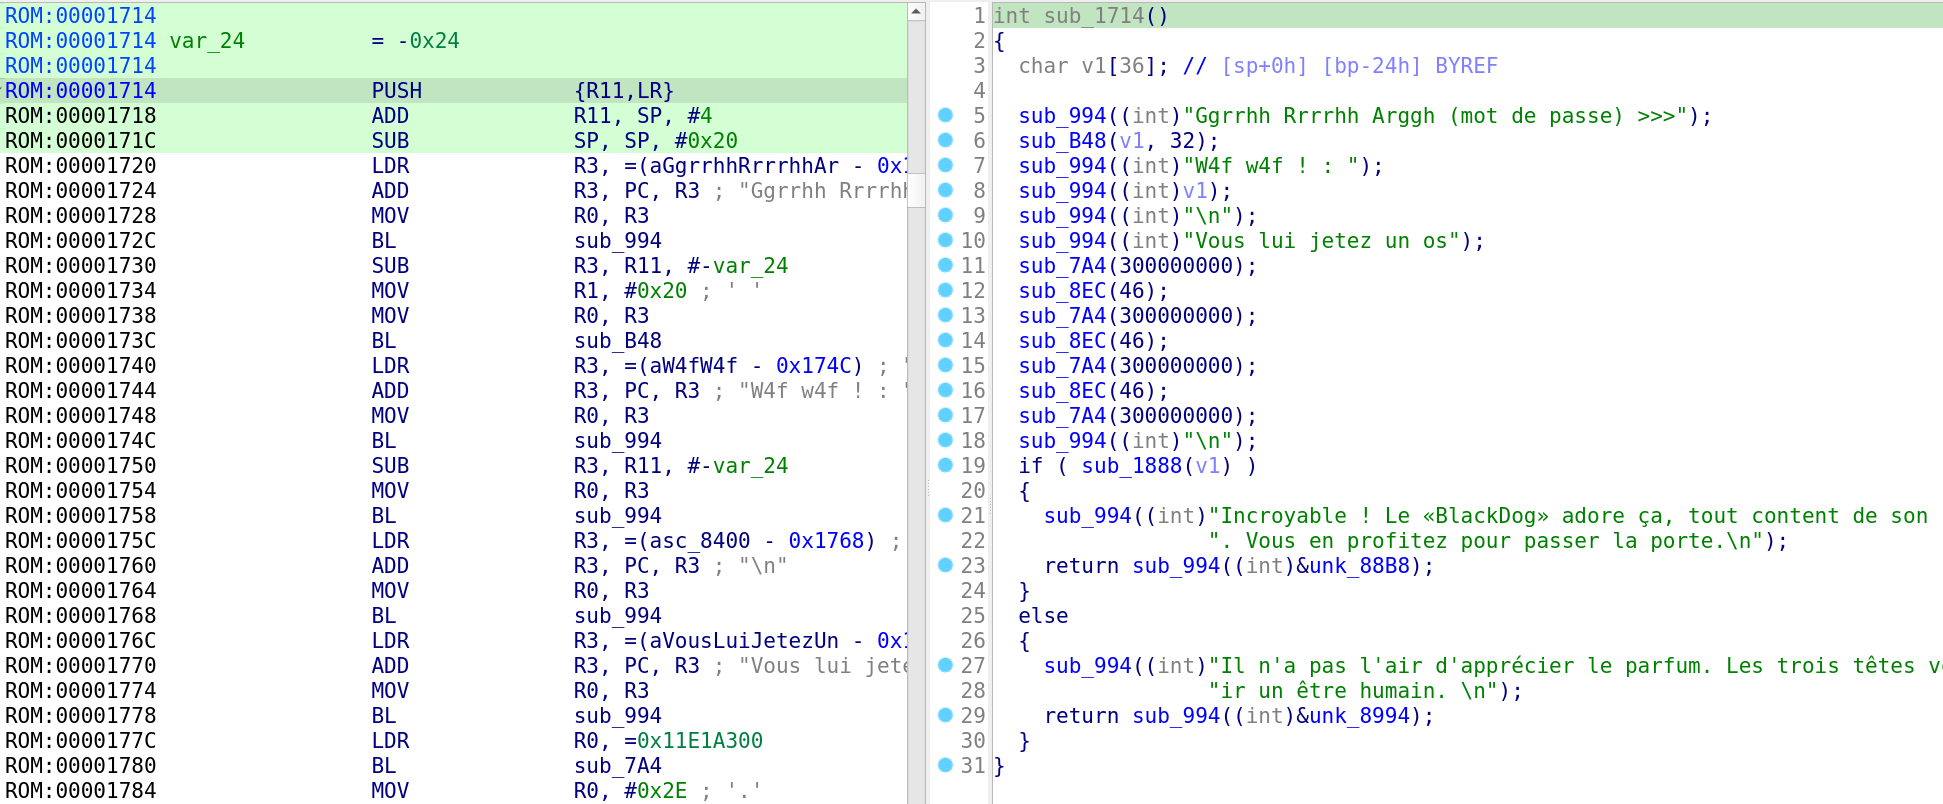 ROM:00001714
ROM:00001714 var_24 = -0x24
ROM:00001714
ROM:00001714 PUSH {R11,LR}
ROM:00001718 ADD R11, SP, #4
ROM:0000171C SUB SP, SP, #0x20
ROM:00001720 LDR R3, =(aGgrrhhRrrrhhAr - 0x
ROM:00001724 ADD R3, PC, R3 ; "Ggrrhh Rrrrh
ROM:00001728 MOV R0, R3
ROM:0000172C BL sub_994
ROM:00001730 SUB R3, R11, #-var_24
ROM:00001734 MOV R1, #0x20 ; ' '
ROM:00001738 MOV R0, R3
ROM:0000173C BL sub_B48
ROM:00001740 LDR R3, =(aW4fW4f - 0x174C) ; "
ROM:00001744 ADD R3, PC, R3 ; "W4f w4f ! : "
ROM:00001748 MOV R0, R3
ROM:0000174C BL sub_994
ROM:00001750 SUB R3, R11, #-var_24
ROM:00001754 MOV R0, R3
ROM:00001758 BL sub_994
ROM:0000175C LDR R3, =(asc_8400 - 0x1768) ;
ROM:00001760 ADD R3, PC, R3 ; "\n"
ROM:00001764 MOV R0, R3
ROM:00001768 BL sub_994
ROM:0000176C LDR R3, =(aVousLuiJetezUn - 0x
ROM:00001770 ADD R3, PC, R3 ; "Vous lui jete
ROM:00001774 MOV R0, R3
ROM:00001778 BL sub_994
ROM:0000177C LDR R0, =0x11E1A300
ROM:00001780 BL sub_7A4
ROM:00001784 MOV R0, #0x2E ; '.'
1 int sub_1714()
2 {
3 char v1[36]; // [sp+0h] [bp-24h] BYREF
4
5 sub_994((int)"Ggrrhh Rrrrhh Arggh (mot de passe) >>>");
6 sub_B48(v1, 32);
7 sub_994((int)"W4f w4f ! : ");
8 sub_994((int)v1);
9 sub_994((int)"\n");
10 sub_994((int)"Vous lui jetez un os");
11 sub_7A4(300000000);
12 sub_8EC(46);
13 sub_7A4(300000000);
14 sub_8EC(46);
15 sub_7A4(300000000);
16 sub_8EC(46);
17 sub_7A4(300000000);
18 sub_994((int)"\n");
19 if ( sub_1888(v1) )
20 {
21 sub_994((int)"Incroyable ! Le «BlackDog» adore ça, tout content de son
22 ". Vous en profitez pour passer la porte.\n");
23 return sub_994((int)&unk_88B8);
24 }
25 else
26 {
27 sub_994((int)"Il n'a pas l'air d'apprécier le parfum. Les trois têtes v
28 "ir un être humain. \n");
29 return sub_994((int)&unk_8994);
30 }
31 }